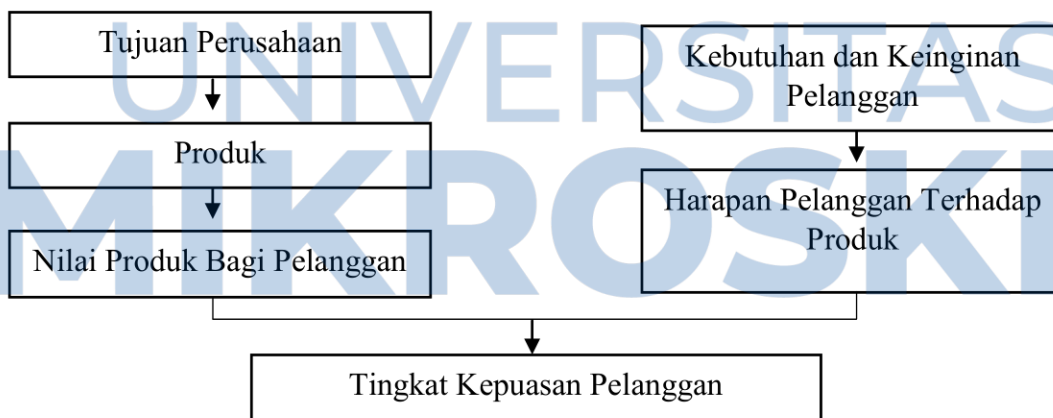 UNIVERSITAS
MIKROSKI
Tujuan Perusahaan
Produk
Nilai Produk Bagi Pelanggan
Kebutuhan dan Keinginan
Pelanggan
Harapan Pelanggan Terhadap
Produk
Tingkat Kepuasan Pelanggan